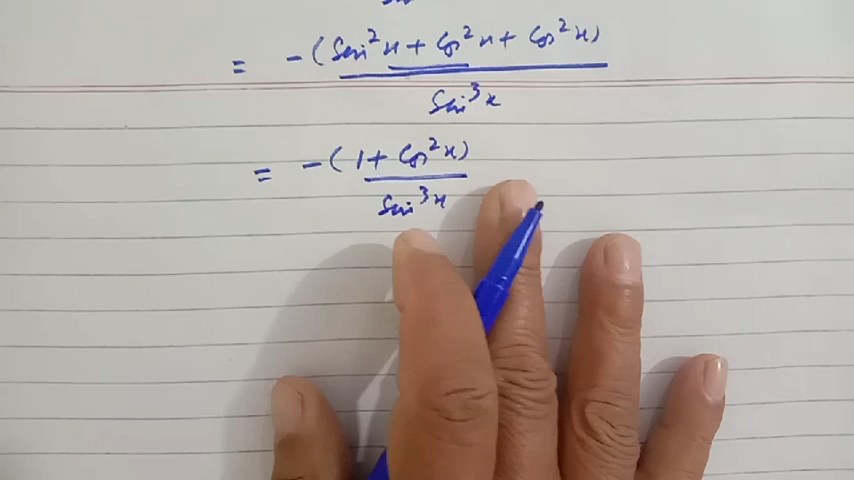 = -(Sin²x + Cos²x + Cos²x)
Sin³x
= -(1 + Cos²x)
Sin³x